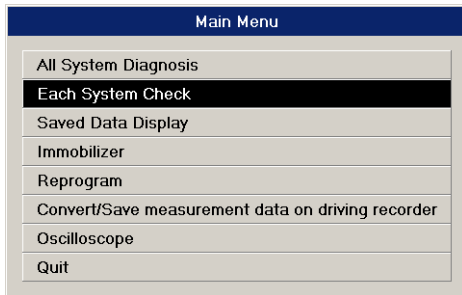 Main Menu
All System Diagnosis
Each System Check
Saved Data Display
Immobilizer
Reprogram
Convert/Save measurement data on driving recorder
Oscilloscope
Quit